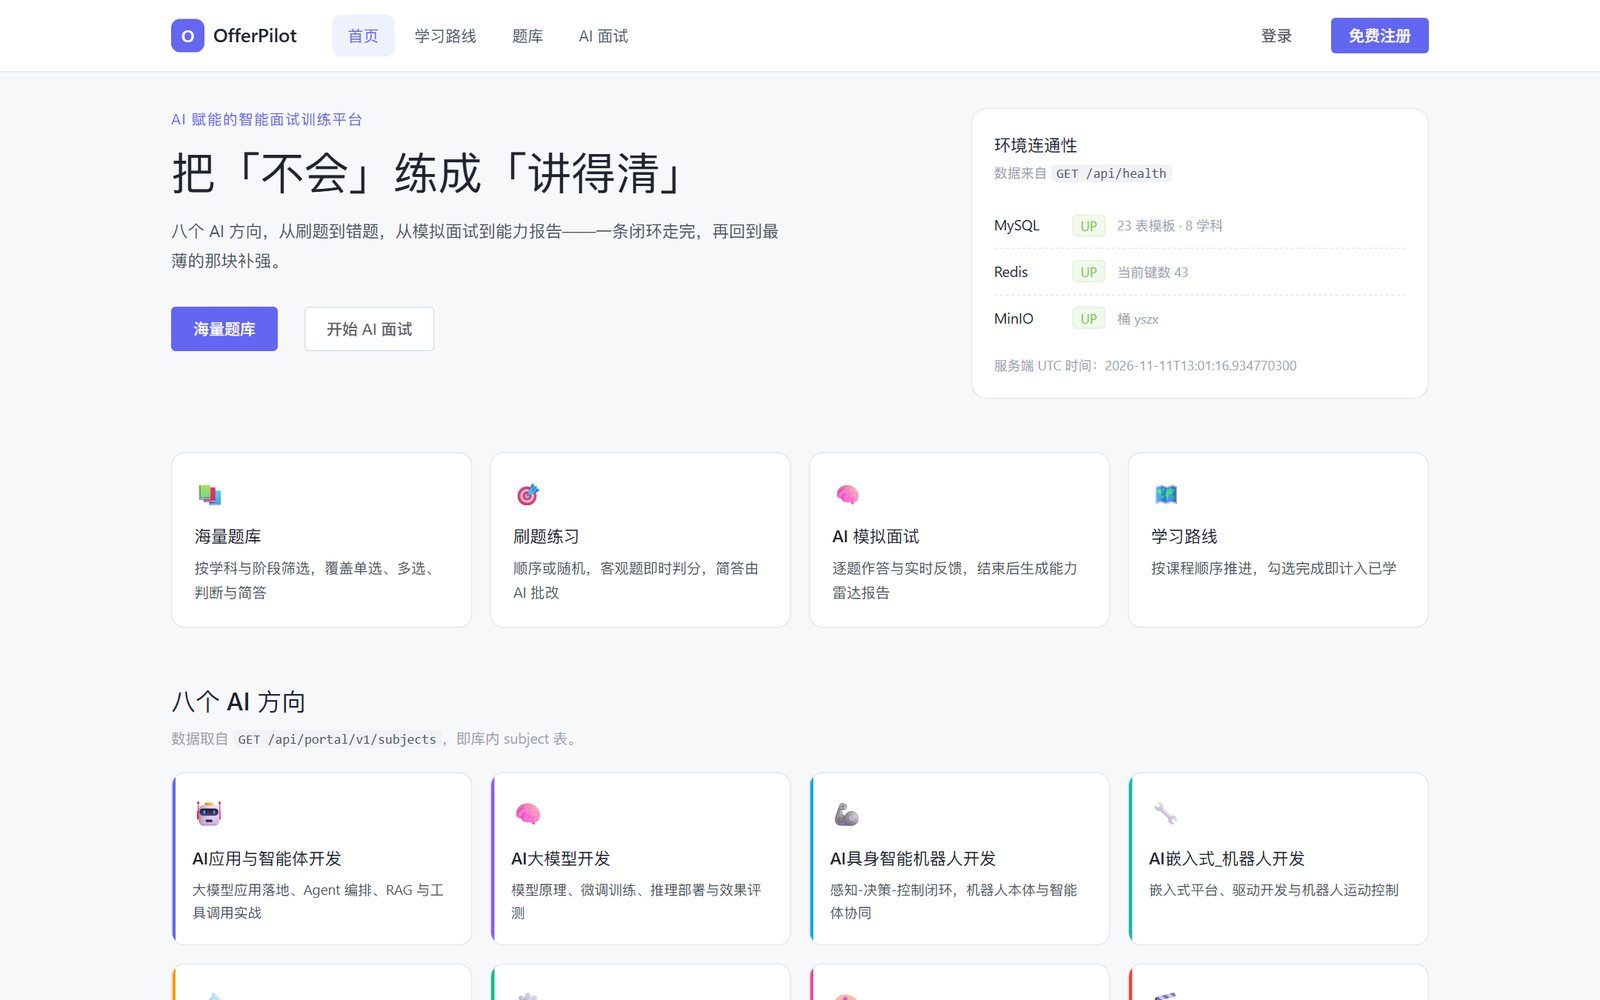 O OfferPilot 首页 学习路线 题库 AI 面试 登录 免费注册
AI 赋能的智能面试训练平台
把「不会」练成「讲得清」
八个 AI 方向，从刷题到错题，从模拟面试到能力报告——一条闭环走完，再回到最
薄的那块补强。
海量题库 开始 AI 面试
环境连通性
数据来自 GET /api/health
MySQL UP 23 表模板 · 8 学科
Redis UP 当前键数 43
MinIO UP 桶 yszx
服务端 UTC 时间：2026-11-11T13:01:16.934770300
海量题库
按学科与阶段筛选，覆盖单选、多选、
判断与简答
刷题练习
顺序或随机，客观题即时判分，简答由
AI 批改
AI 模拟面试
逐题作答与实时反馈，结束后生成能力
雷达报告
学习路线
按课程顺序推进，勾选完成即计入已学
八个 AI 方向
数据取自 GET /api/portal/v1/subjects ，即库内 subject 表。
AI应用与智能体开发
大模型应用落地、Agent 编排、RAG 与工
具调用实战
AI大模型开发
模型原理、微调训练、推理部署与效果评
测
AI具身智能机器人开发
感知-决策-控制闭环，机器人本体与智能
体协同
AI嵌入式_机器人开发
嵌入式平台、驱动开发与机器人运动控制